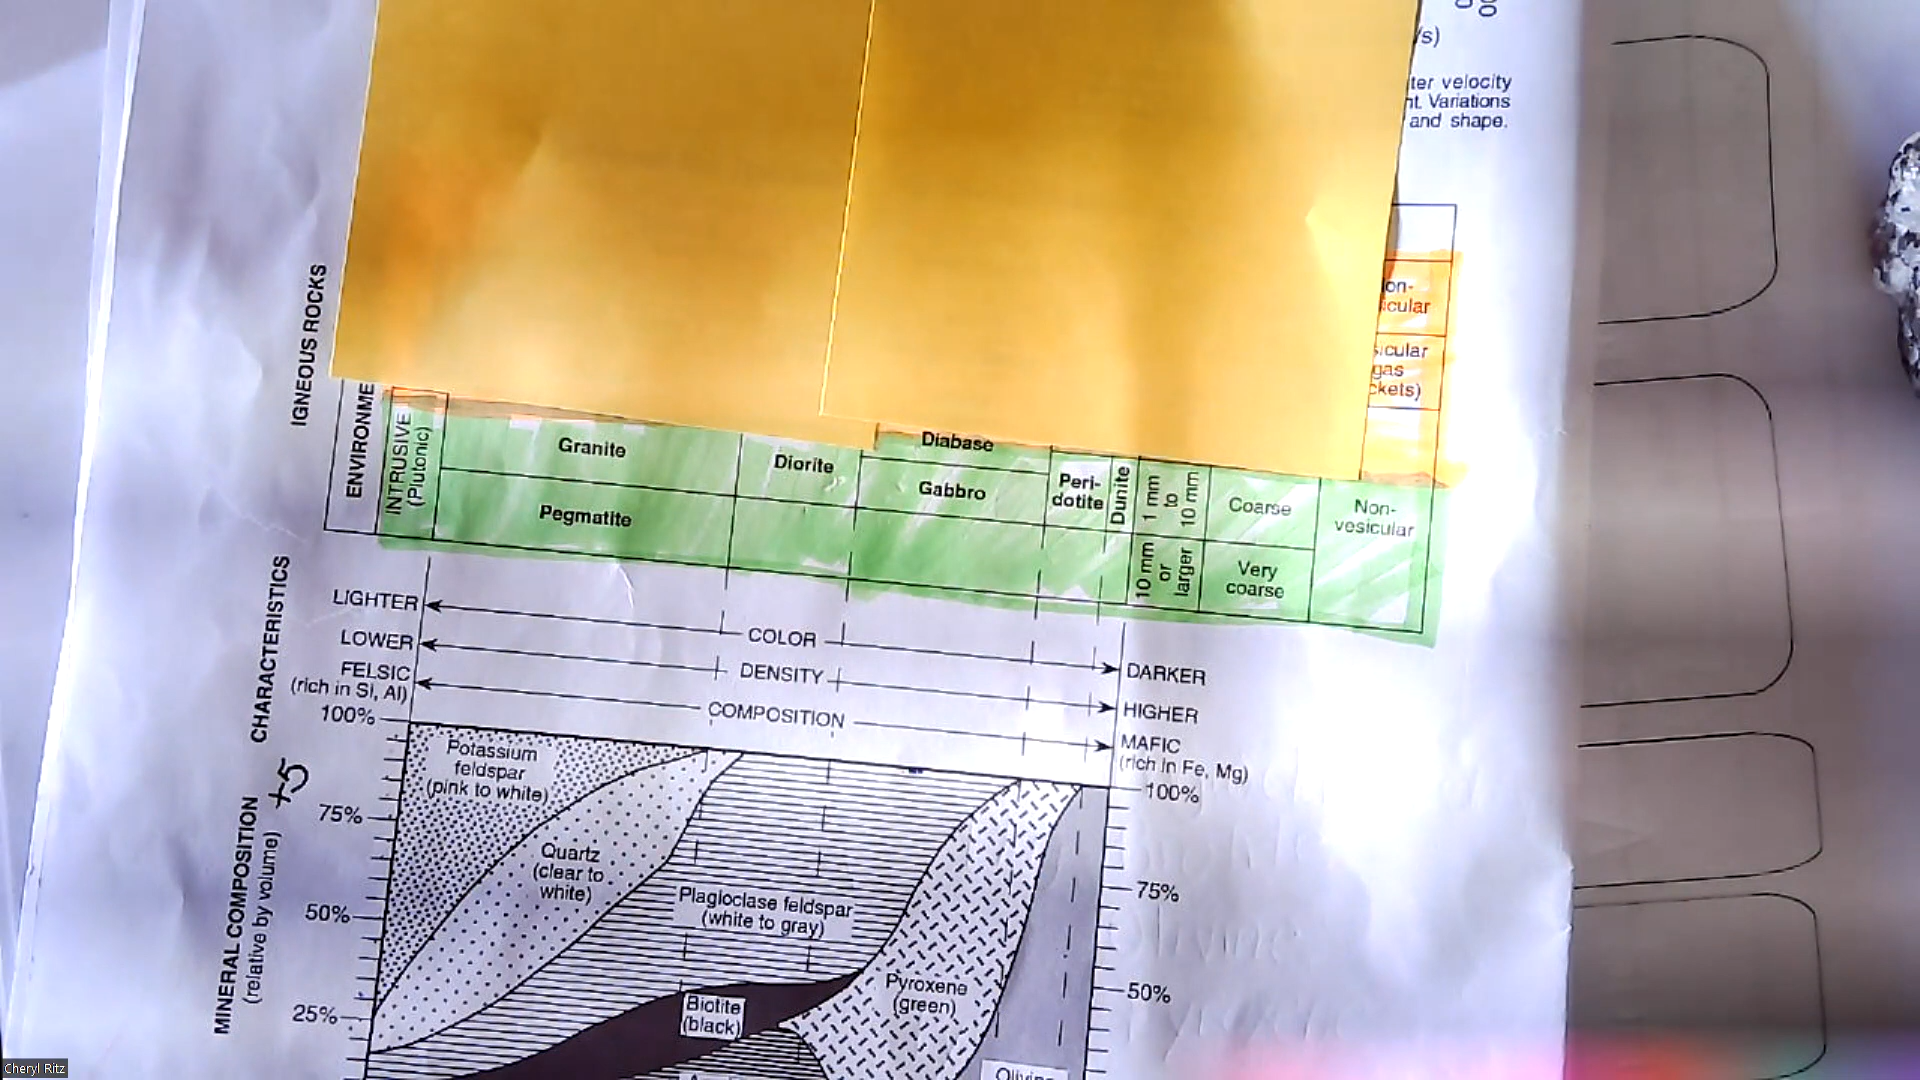 /s)
ter velocity
nt. Variations
and shape.
IGNEOUS ROCKS
on-
icular
sicular
gas
ckets)
ENVIRONME
INTRUSIVE
(Plutonic)
Granite
Pegmatite
Diorite
Diabase
Gabbro
Peri-
dotite
Dunite
1 mm
to
10 mm
10 mm
or
larger
Coarse
Very
coarse
Non-
vesicular
CHARACTERISTICS
LIGHTER
COLOR
DARKER
LOWER
DENSITY
HIGHER
FELSIC
(rich in Si, Al)
COMPOSITION
MAFIC
(rich in Fe, Mg)
MINERAL COMPOSITION
(relative by volume)
+5
100%
75%
50%
25%
Potassium
feldspar
(pink to white)
Quartz
(clear to
white)
Plagioclase feldspar
(white to gray)
Biotite
(black)
Pyroxene
(green)
Olivine
100%
75%
50%
Cheryl Ritz